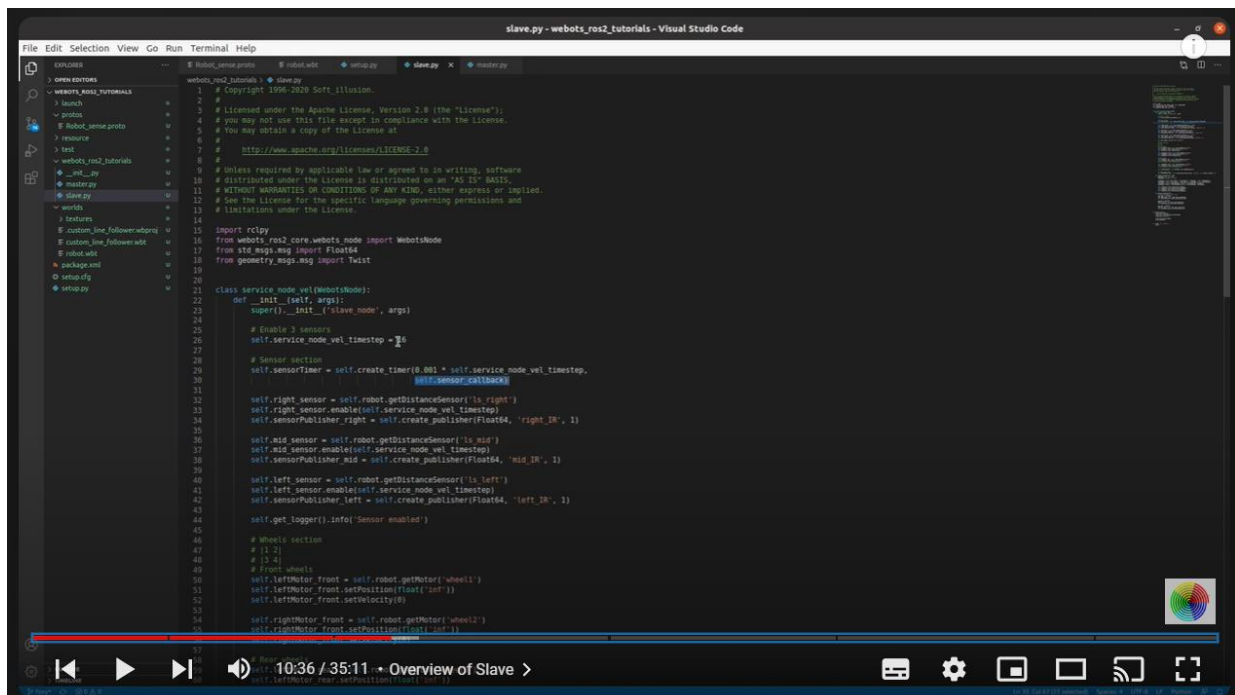 slave.py - webots_ros2_tutorials - Visual Studio Code
File Edit Selection View Go Run Terminal Help
EXPLORER
Robot_sense.proto
robot.wbt
setup.py
slave.py
master.py
OPEN EDITORS
webots_ros2_tutorials > slave.py
WEBOTS_ROS2_TUTORIALS
launch
protos
Robot_sense.proto
resource
test
webots_ros2_tutorials
__init__.py
master.py
slave.py
worlds
textures
.custom_line_follower.wbproj
custom_line_follower.wbt
robot.wbt
package.xml
setup.cfg
setup.py
1 # Copyright 1996-2020 Soft_illusion.
2 #
3 # Licensed under the Apache License, Version 2.0 (the "License");
4 # you may not use this file except in compliance with the License.
5 # You may obtain a copy of the License at
6 #
7 #     http://www.apache.org/licenses/LICENSE-2.0
8 #
9 # Unless required by applicable law or agreed to in writing, software
10 # distributed under the License is distributed on an "AS IS" BASIS,
11 # WITHOUT WARRANTIES OR CONDITIONS OF ANY KIND, either express or implied.
12 # See the License for the specific language governing permissions and
13 # limitations under the License.
14
15 import rclpy
16 from webots_ros2_core.webots_node import WebotsNode
17 from std_msgs.msg import Float64
18 from geometry_msgs.msg import Twist
19
20
21 class service_node_vel(WebotsNode):
22     def __init__(self, args):
23         super().__init__('slave_node', args)
24
25         # Enable 3 sensors
26         self.service_node_vel_timestep = 16
27
28         # Sensor section
29         self.sensorTimer = self.create_timer(0.001 * self.service_node_vel_timestep,
30                                              self.sensor_callback)
31
32         self.right_sensor = self.robot.getDistanceSensor('ls_right')
33         self.right_sensor.enable(self.service_node_vel_timestep)
34         self.sensorPublisher_right = self.create_publisher(Float64, 'right_IR', 1)
35
36         self.mid_sensor = self.robot.getDistanceSensor('ls_mid')
37         self.mid_sensor.enable(self.service_node_vel_timestep)
38         self.sensorPublisher_mid = self.create_publisher(Float64, 'mid_IR', 1)
39
40         self.left_sensor = self.robot.getDistanceSensor('ls_left')
41         self.left_sensor.enable(self.service_node_vel_timestep)
42         self.sensorPublisher_left = self.create_publisher(Float64, 'left_IR', 1)
43
44         self.get_logger().info('Sensor enabled')
45
46         # Wheels section
47         # |1 2|
48         # |3 4|
49         # Front wheels
50         self.leftMotor_front = self.robot.getMotor('wheel1')
51         self.leftMotor_front.setPosition(float('inf'))
52         self.leftMotor_front.setVelocity(0)
53
54         self.rightMotor_front = self.robot.getMotor('wheel2')
55         self.rightMotor_front.setPosition(float('inf'))
57
10:36 / 35:11 • Overview of Slave >